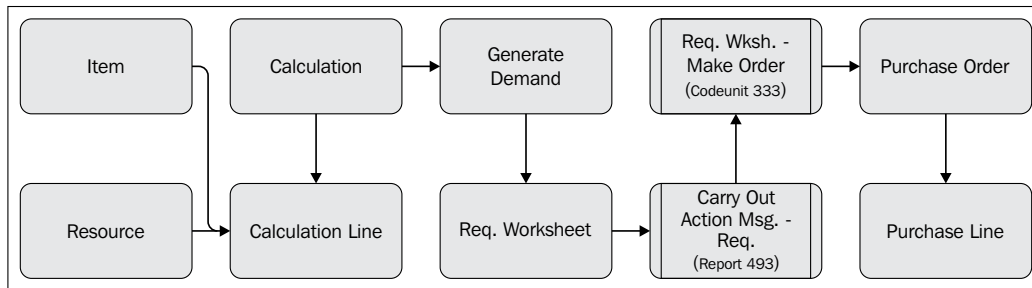 Item
Calculation
Generate
Demand
Req. Wksh. -
Make Order
(Codeunit 333)
Purchase Order
Resource
Calculation Line
Req. Worksheet
Carry Out
Action Msg. -
Req.
(Report 493)
Purchase Line